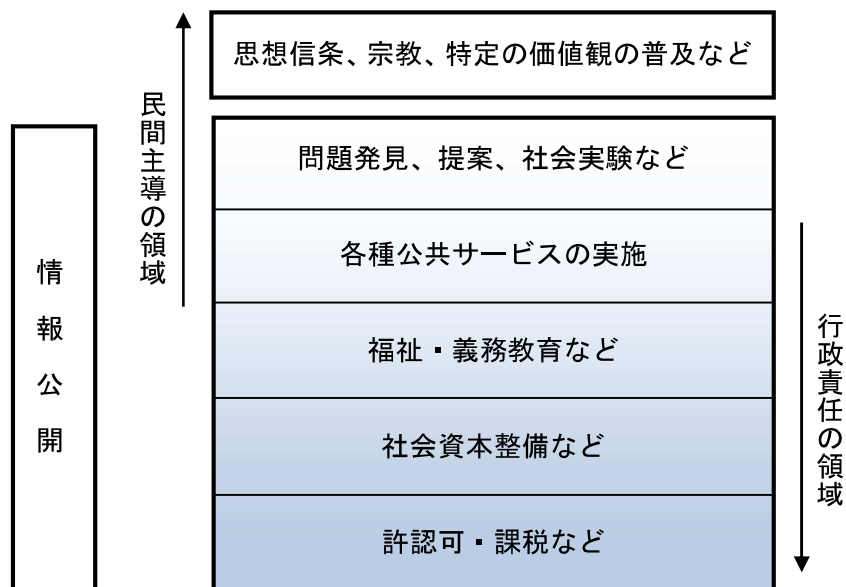 思想信条、宗教、特定の価値観の普及など
民間主導の領域
問題発見、提案、社会実験など
各種公共サービスの実施
情報公開
福祉・義務教育など
行政責任の領域
社会資本整備など
許認可・課税など